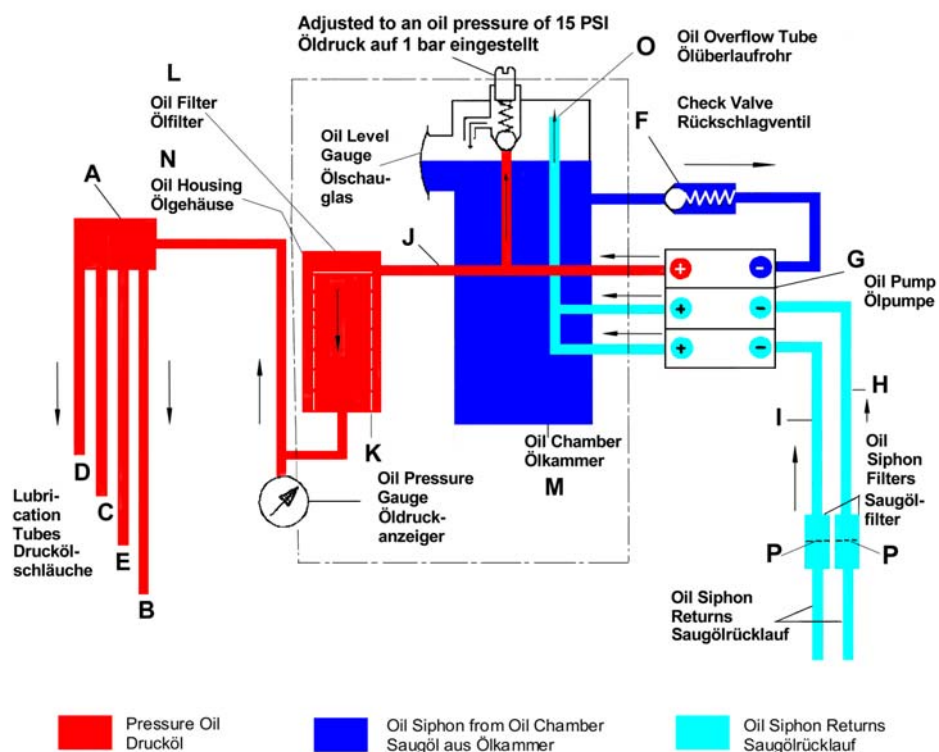 Adjusted to an oil pressure of 15 PSI
Öldruck auf 1 bar eingestellt
O
Oil Overflow Tube
Ölüberlaufrohr
L
Oil Filter
Ölfilter
F
Check Valve
Rückschlagventil
Oil Level
Gauge
Ölschau-
glas
N
Oil Housing
Ölgehäuse
A
J
G
Oil Pump
Ölpumpe
+
-
+
-
+
-
H
I
K
Oil Chamber
Ölkammer
M
Oil Siphon
Filters
Saugöl-
filter
Oil Pressure
Gauge
Öldruck-
anzeiger
D
C
E
B
Lubri-
cation
Tubes
Drucköl-
schläuche
P
P
Oil Siphon
Returns
Saugölrücklauf
Pressure Oil
Drucköl
Oil Siphon from Oil Chamber
Saugöl aus Ölkammer
Oil Siphon Returns
Saugölrücklauf